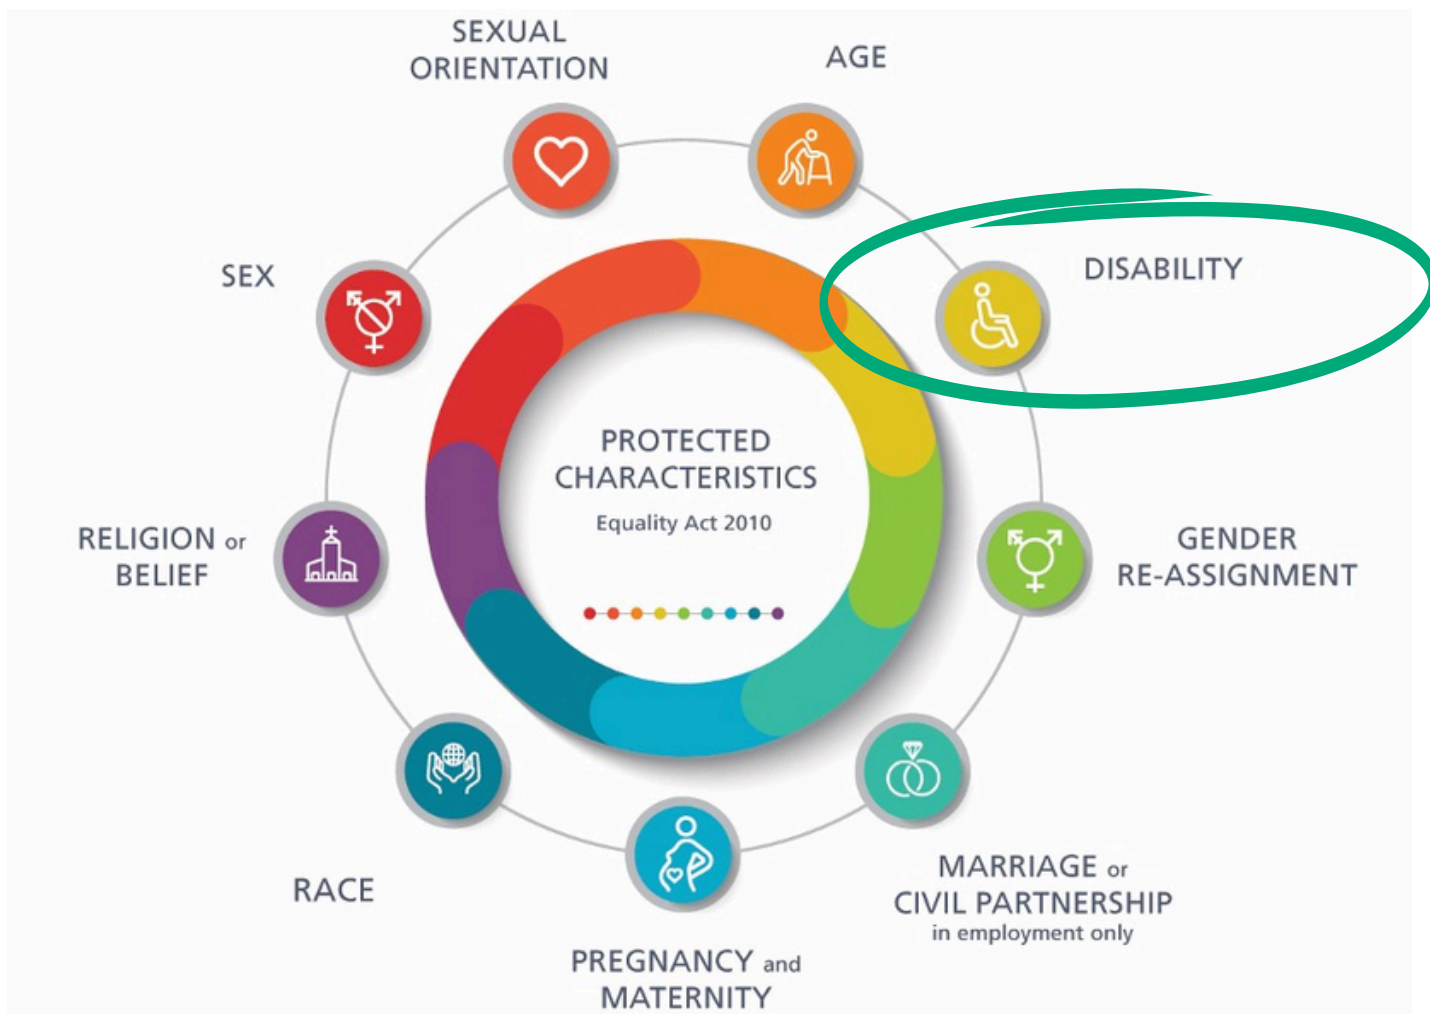 SEXUAL
ORIENTATION
AGE
DISABILITY
GENDER
RE-ASSIGNMENT
MARRIAGE or
CIVIL PARTNERSHIP
in employment only
PREGNANCY and
MATERNITY
RACE
RELIGION or
BELIEF
SEX
PROTECTED
CHARACTERISTICS
Equality Act 2010